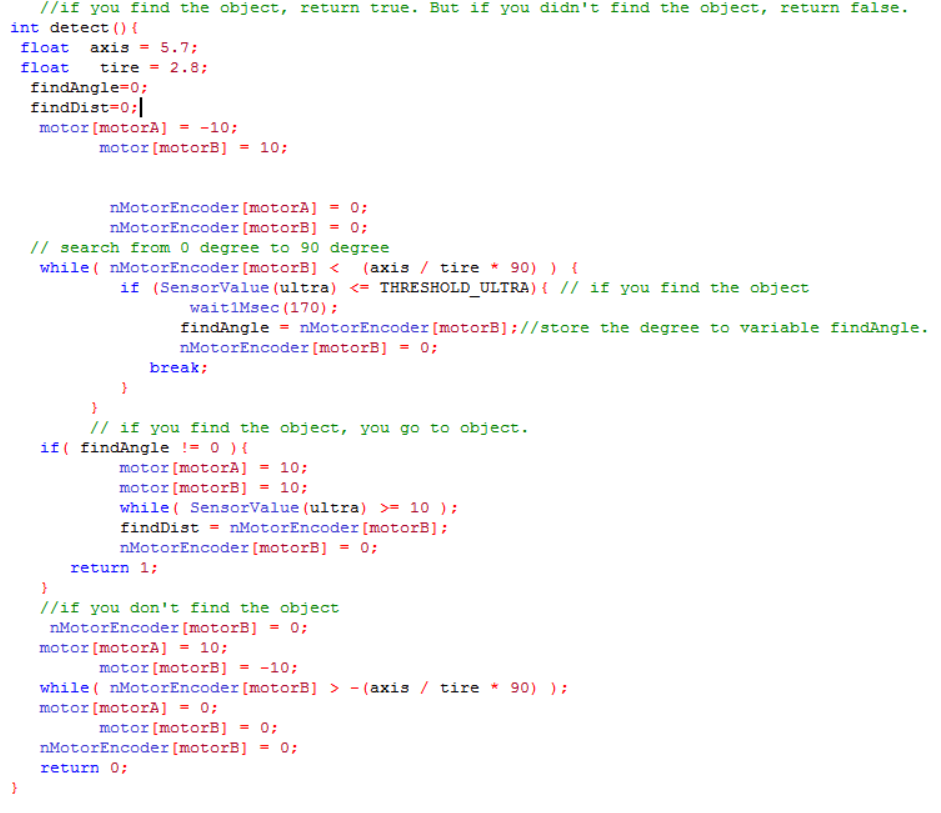 //if you find the object, return true. But if you didn't find the object, return false.
int detect(){
float axis = 5.7;
float tire = 2.8;
findAngle=0;
findDist=0;
motor[motorA] = -10;
motor[motorB] = 10;
nMotorEncoder[motorA] = 0;
nMotorEncoder[motorB] = 0;
// search from 0 degree to 90 degree
while( nMotorEncoder[motorB] < (axis / tire * 90) ) {
if (SensorValue(ultra) <= THRESHOLD_ULTRA){ // if you find the object
wait1Msec(170);
findAngle = nMotorEncoder[motorB];//store the degree to variable findAngle.
nMotorEncoder[motorB] = 0;
break;
}
}
// if you find the object, you go to object.
if( findAngle != 0 ){
motor[motorA] = 10;
motor[motorB] = 10;
while( SensorValue(ultra) >= 10 );
findDist = nMotorEncoder[motorB];
nMotorEncoder[motorB] = 0;
return 1;
}
//if you don't find the object
nMotorEncoder[motorB] = 0;
motor[motorA] = 10;
motor[motorB] = -10;
while( nMotorEncoder[motorB] > -(axis / tire * 90) );
motor[motorA] = 0;
motor[motorB] = 0;
nMotorEncoder[motorB] = 0;
return 0;
}